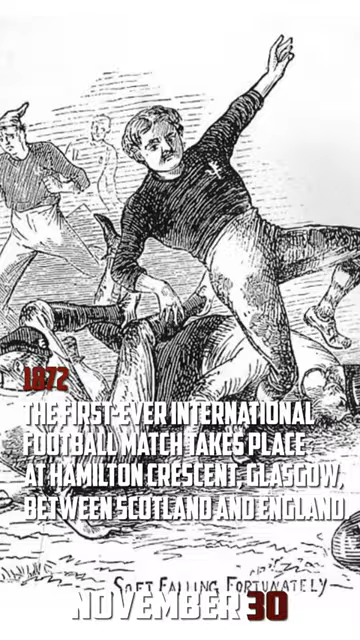 1872
THE FIRST-EVER INTERNATIONAL
FOOTBALL MATCH TAKES PLACE
AT HAMILTON CRESCENT, GLASGOW,
BETWEEN SCOTLAND AND ENGLAND
SOFT FALLING FORTUNATELY
NOVEMBER 30